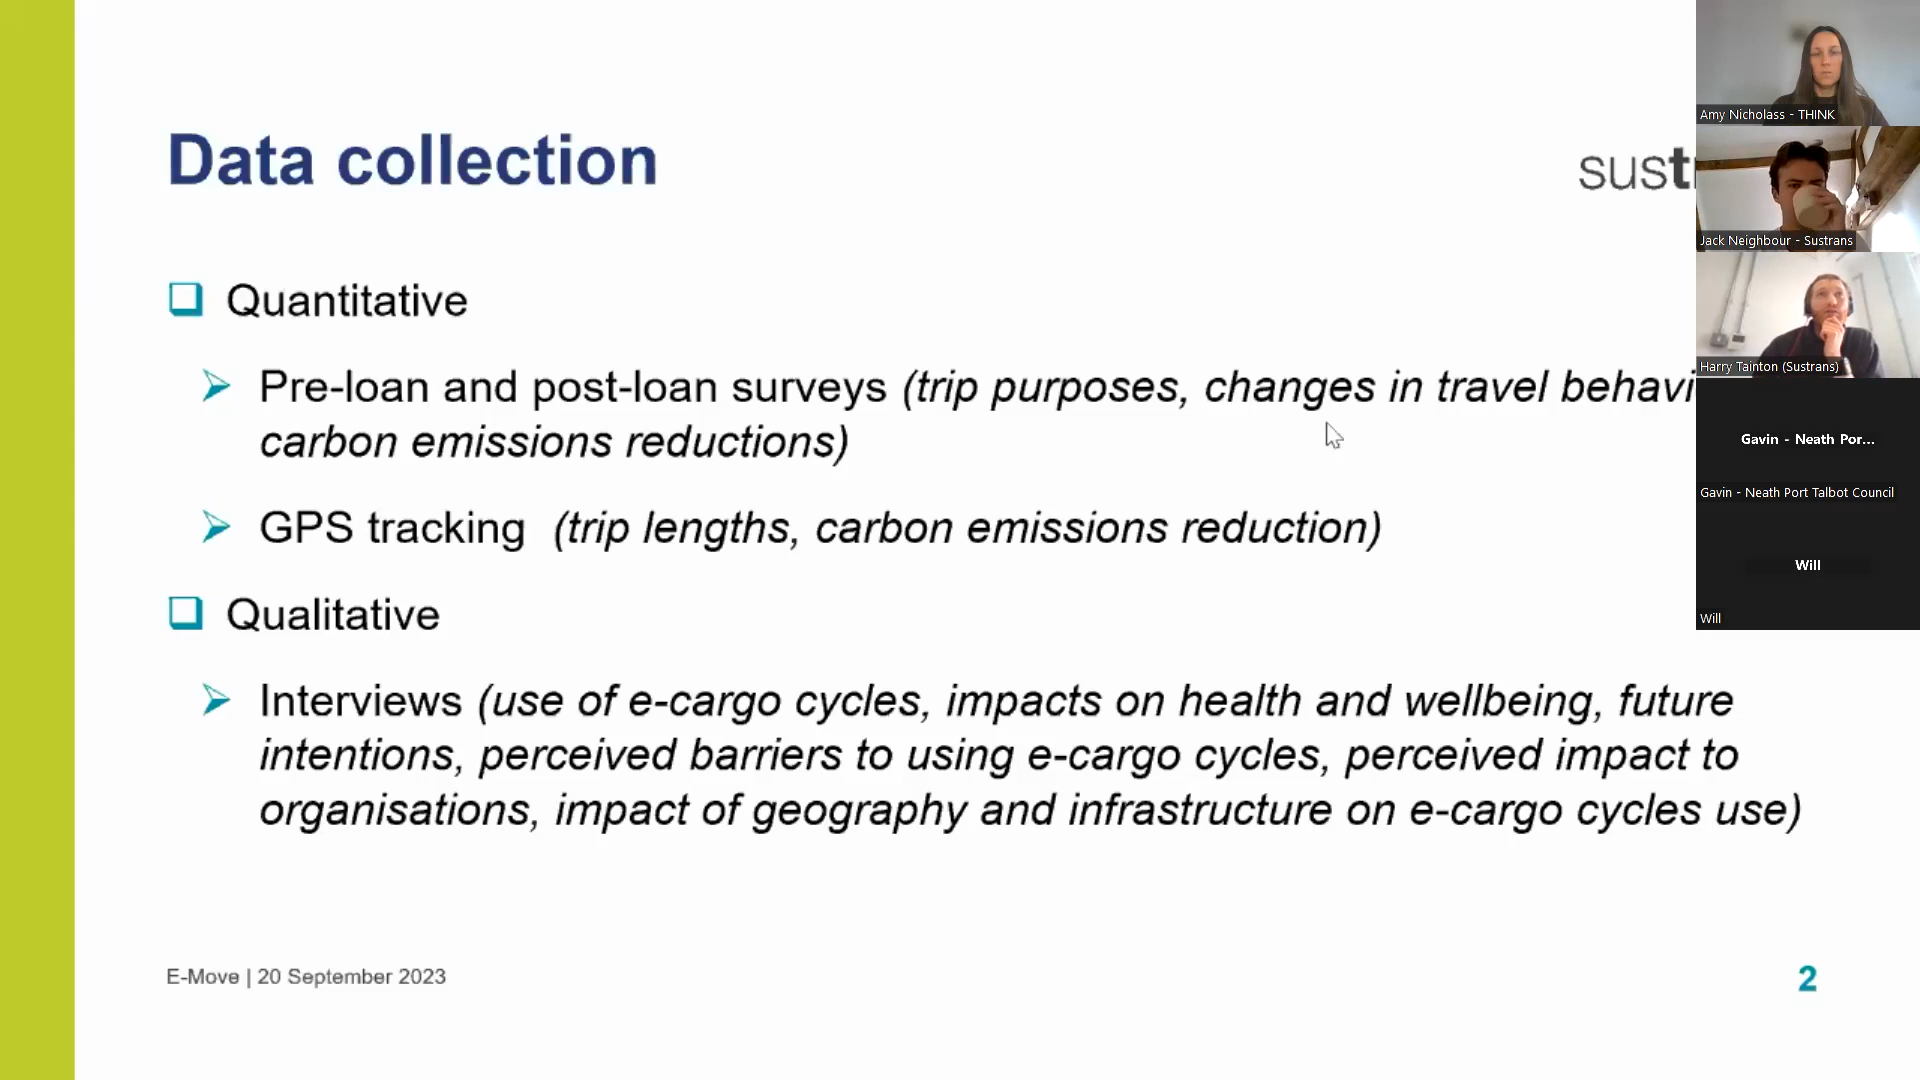 Data collection
Quantitative
Pre-loan and post-loan surveys (trip purposes, changes in travel
carbon emissions reductions)
GPS tracking (trip lengths, carbon emissions reduction)
Qualitative
Interviews (use of e-cargo cycles, impacts on health and wellbeing, future
intentions, perceived barriers to using e-cargo cycles, perceived impact to
organisations, impact of geography and infrastructure on e-cargo cycles use)
E-Move | 20 September 2023
2
Amy Nicholass - THINK
Jack Neighbour - Sustrans
Harry Tainton (Sustrans)
Gavin - Neath Por...
Gavin - Neath Port Talbot Council
Will
Will